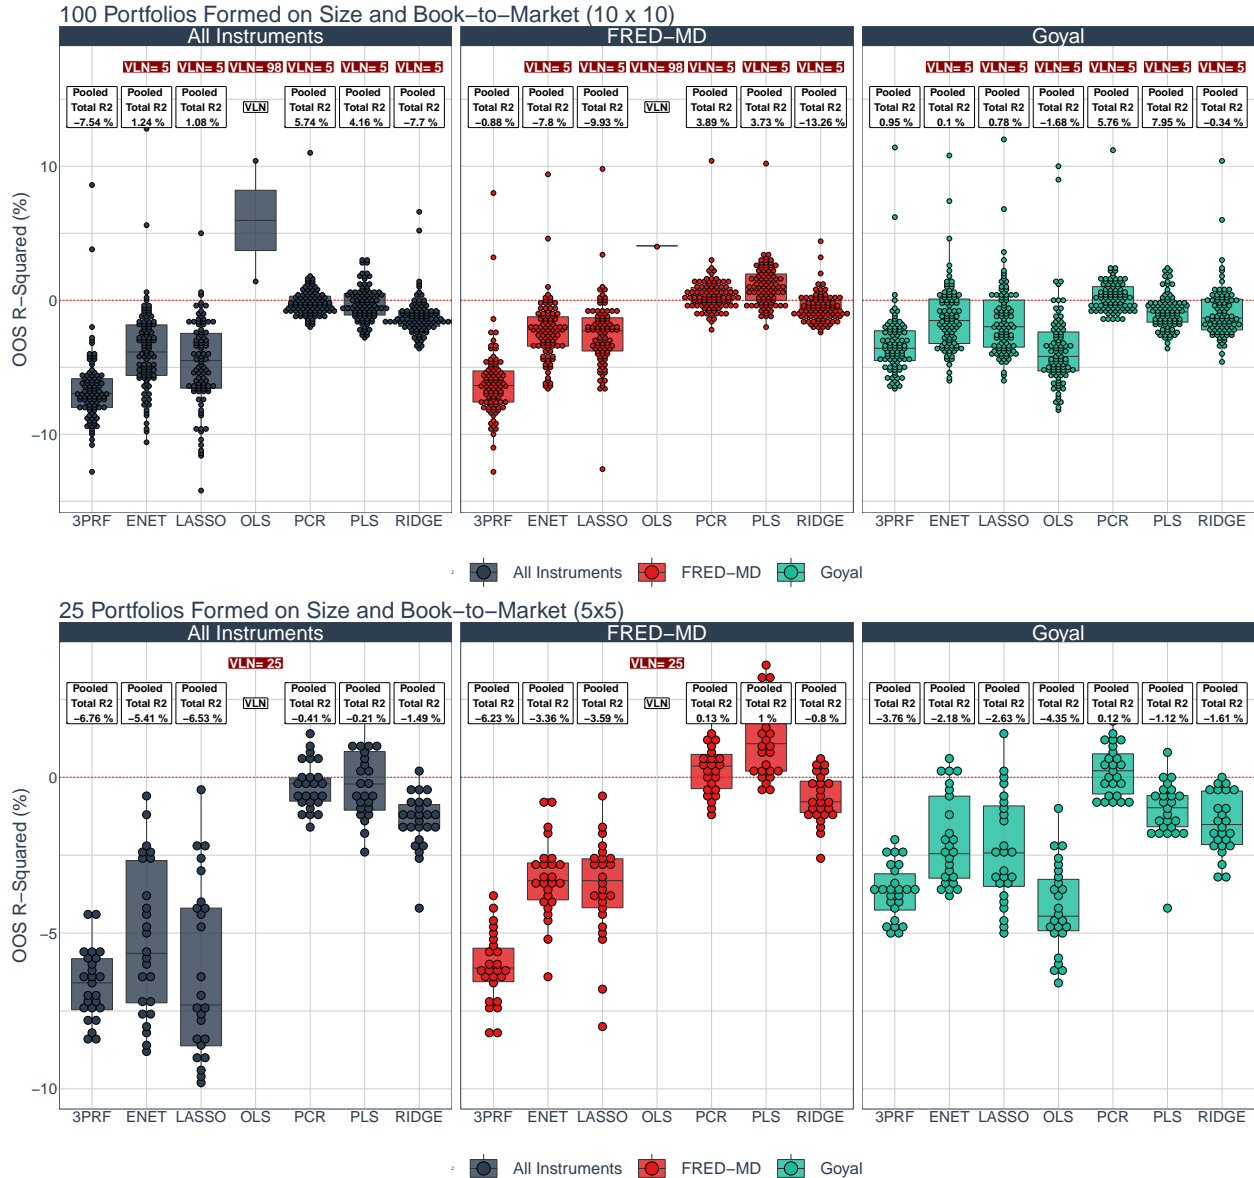 100 Portfolios Formed on Size and Book−to−Market (10 x 10)
All Instruments
FRED−MD
Goyal
VLN= 5 VLN= 5 VLN= 98 VLN= 5 VLN= 5 VLN= 5
VLN= 5 VLN= 5 VLN= 98 VLN= 5 VLN= 5 VLN= 5
VLN= 5 VLN= 5 VLN= 5 VLN= 5 VLN= 5 VLN= 5
Pooled Total R2 −7.54 %
Pooled Total R2 1.24 %
Pooled Total R2 1.08 %
VLN
Pooled Total R2 5.74 %
Pooled Total R2 4.16 %
Pooled Total R2 −7.7 %
Pooled Total R2 −0.88 %
Pooled Total R2 −7.8 %
Pooled Total R2 −9.93 %
VLN
Pooled Total R2 3.89 %
Pooled Total R2 3.73 %
Pooled Total R2 −13.26 %
Pooled Total R2 0.95 %
Pooled Total R2 0.1 %
Pooled Total R2 0.78 %
Pooled Total R2 −1.68 %
Pooled Total R2 5.76 %
Pooled Total R2 7.95 %
Pooled Total R2 −0.34 %
OOS R−Squared (%)
10
0
−10
3PRF ENET LASSO OLS PCR PLS RIDGE
3PRF ENET LASSO OLS PCR PLS RIDGE
3PRF ENET LASSO OLS PCR PLS RIDGE
All Instruments FRED−MD Goyal
25 Portfolios Formed on Size and Book−to−Market (5x5)
All Instruments
FRED−MD
Goyal
VLN= 25
VLN= 25
Pooled Total R2 −6.76 %
Pooled Total R2 −5.41 %
Pooled Total R2 −6.53 %
VLN
Pooled Total R2 −0.41 %
Pooled Total R2 −0.21 %
Pooled Total R2 −1.49 %
Pooled Total R2 −6.23 %
Pooled Total R2 −3.36 %
Pooled Total R2 −3.59 %
VLN
Pooled Total R2 0.13 %
Pooled Total R2 1 %
Pooled Total R2 −0.8 %
Pooled Total R2 −3.76 %
Pooled Total R2 −2.18 %
Pooled Total R2 −2.63 %
Pooled Total R2 −4.35 %
Pooled Total R2 0.12 %
Pooled Total R2 −1.12 %
Pooled Total R2 −1.61 %
OOS R−Squared (%)
0
−5
−10
3PRF ENET LASSO OLS PCR PLS RIDGE
3PRF ENET LASSO OLS PCR PLS RIDGE
3PRF ENET LASSO OLS PCR PLS RIDGE
All Instruments FRED−MD Goyal